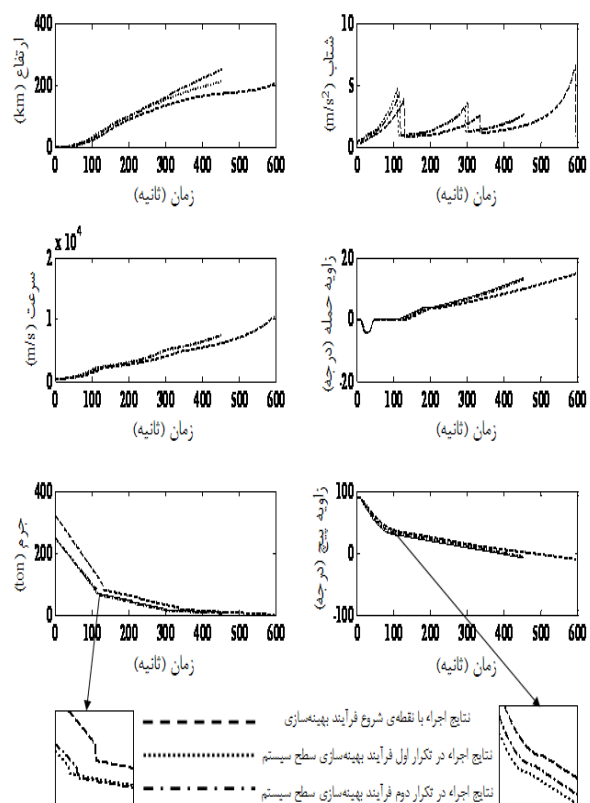 400
200
0
0 100 200 300 400 500 600
ارتفاع (km)
زمان (ثانیه)
10
5
0
0 100 200 300 400 500 600
شتاب (m/s²)
زمان (ثانیه)
x 10⁴
2
1
0
0 100 200 300 400 500 600
سرعت (m/s)
زمان (ثانیه)
20
0
-20
0 100 200 300 400 500 600
زاویه حمله (درجه)
زمان (ثانیه)
400
200
0
0 100 200 300 400 500 600
جرم (ton)
زمان (ثانیه)
100
0
-100
0 100 200 300 400 500 600
زاویه پیچ (درجه)
زمان (ثانیه)
نتایج اجراء با نقطه‌ی شروع فرآیند بهینه‌سازی
نتایج اجراء در تکرار اول فرآیند بهینه‌سازی سطح سیستم
نتایج اجراء در تکرار دوم فرآیند بهینه‌سازی سطح سیستم